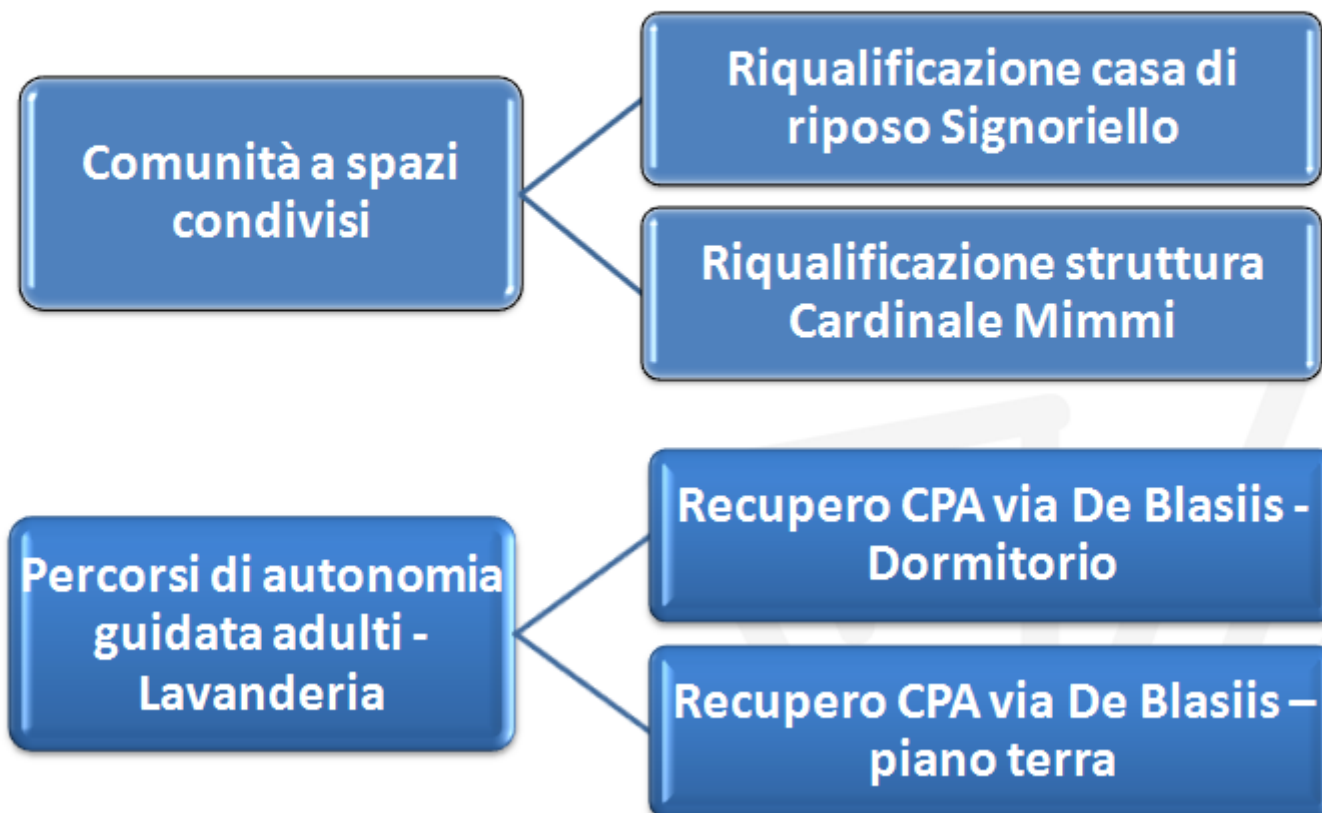 Comunità a spazi
condivisi
Riqualificazione casa di
riposo Signoriello
Riqualificazione struttura
Cardinale Mimmi
Percorsi di autonomia
guidata adulti -
Lavanderia
Recupero CPA via De Blasiis -
Dormitorio
Recupero CPA via De Blasiis –
piano terra